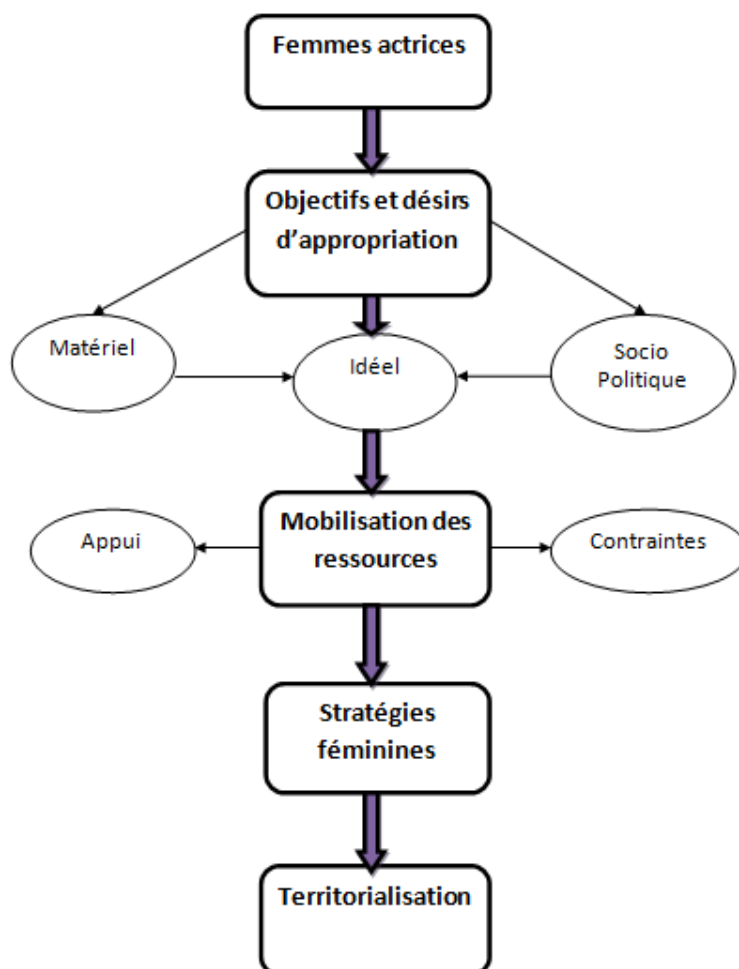 Femmes actrices
Objectifs et désirs
d'appropriation
Matériel
Idéel
Socio
Politique
Mobilisation des
ressources
Appui
Contraintes
Stratégies
féminines
Territorialisation